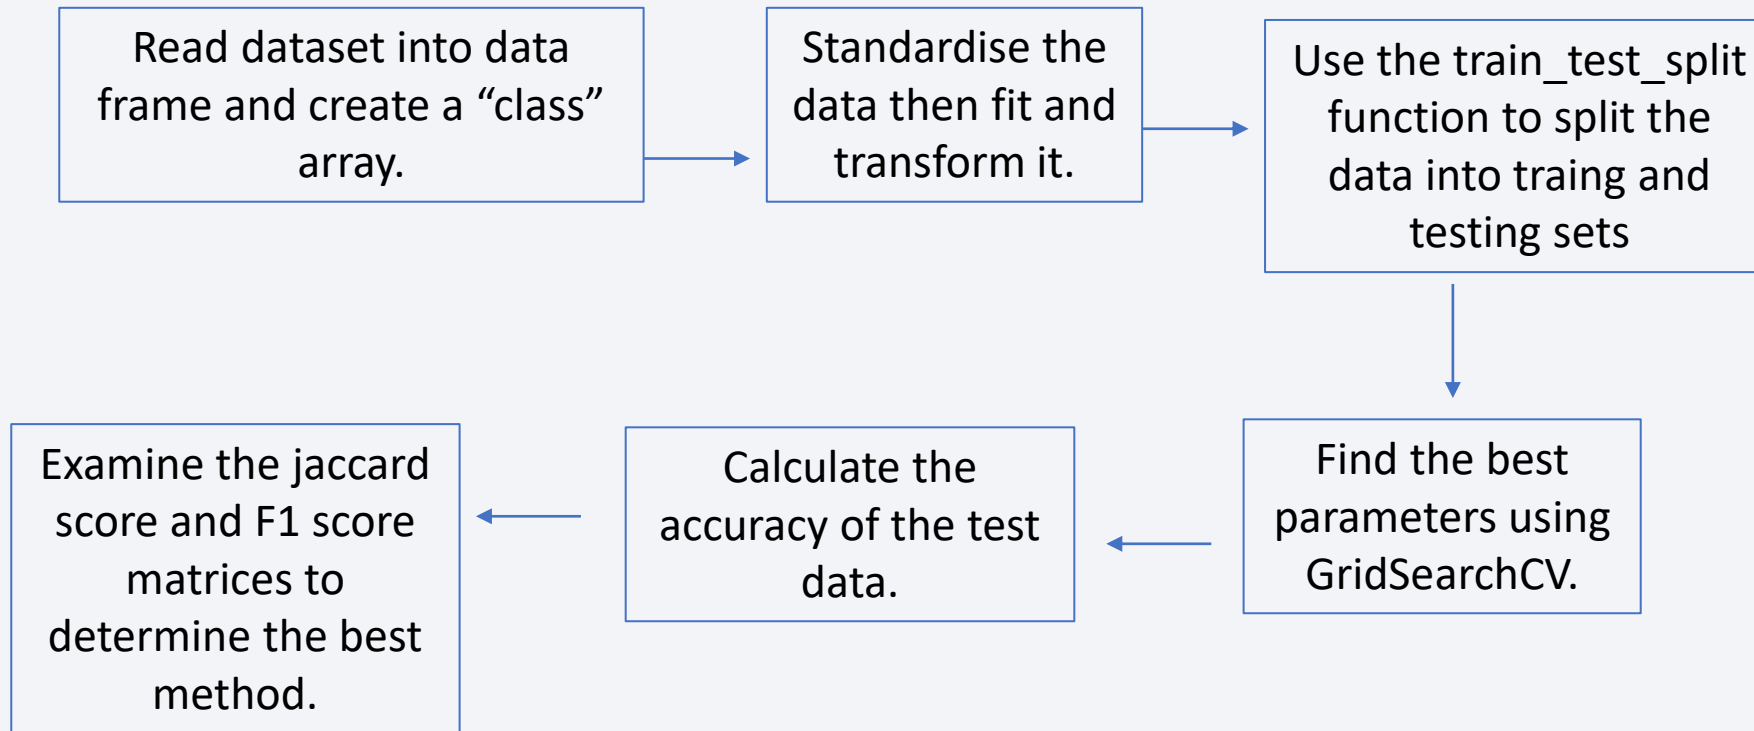 Read dataset into data
frame and create a “class”
array.
Standardise the
data then fit and
transform it.
Use the train_test_split
function to split the
data into traing and
testing sets
Find the best
parameters using
GridSearchCV.
Calculate the
accuracy of the test
data.
Examine the jaccard
score and F1 score
matrices to
determine the best
method.